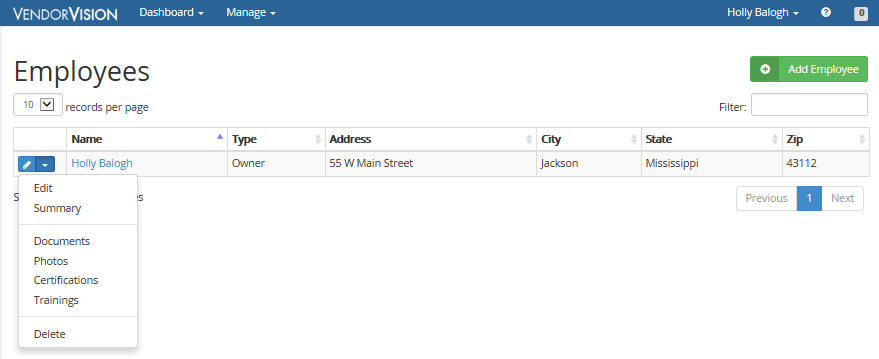 VENDORVISION Dashboard Manage Holly Balogh 0
Employees
Add Employee
10 records per page Filter:
Name Type Address City State Zip
Holly Balogh Owner 55 W Main Street Jackson Mississippi 43112
Edit
Summary
Previous 1 Next
Documents
Photos
Certifications
Trainings
Delete